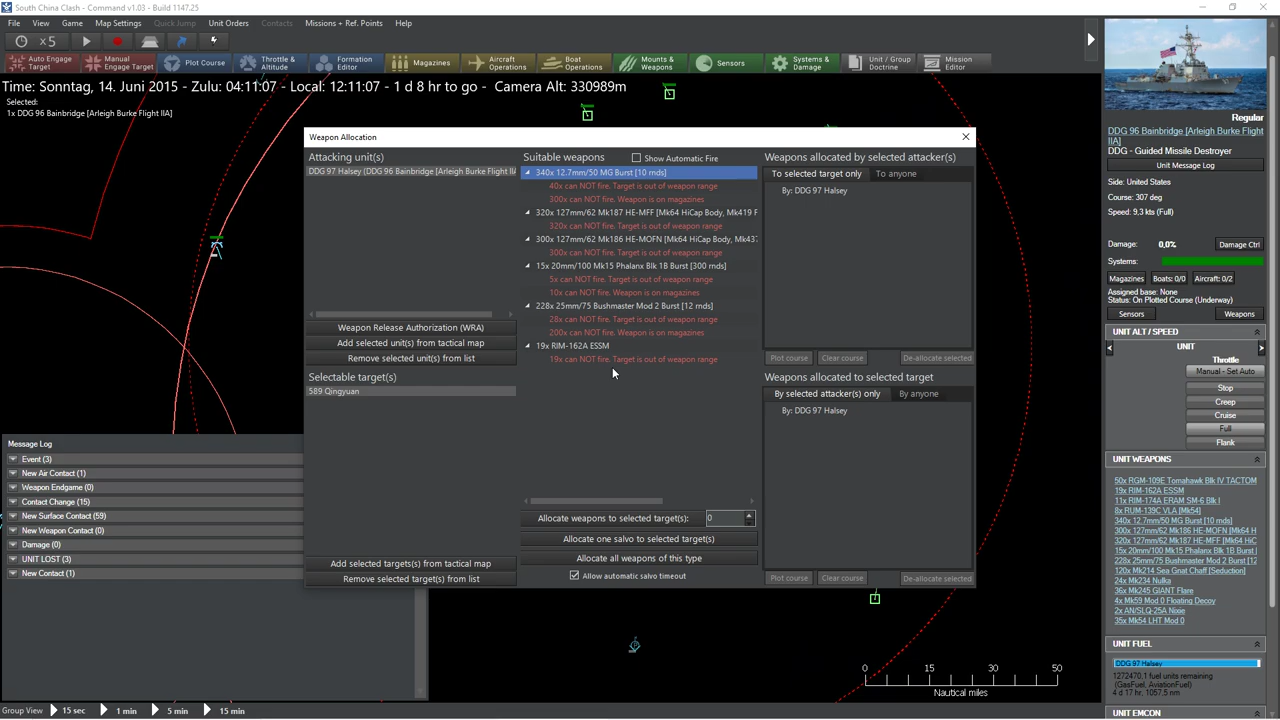 South China Clash - Command v1.03 - Build 1147.25
File View Game Map Settings Quick Jump Unit Orders Contacts Missions + Ref. Points Help
x5
Auto Engage Target
Manual Engage Target
Plot Course
Throttle & Altitude
Formation Editor
Magazines
Aircraft Operations
Boat Operations
Mounts & Weapons
Sensors
Systems & Damage
Unit / Group Doctrine
Mission Editor
Time: Sonntag, 14. Juni 2015 - Zulu: 04:11:07 - Local: 12:11:07 - 1 d 8 hr to go - Camera Alt: 330989m
Selected:
1x DDG 96 Bainbridge [Arleigh Burke Flight IIA]
Weapon Allocation
Attacking unit(s)
DDG 97 Halsey (DDG 96 Bainbridge [Arleigh Burke Flight IIA
Weapon Release Authorization (WRA)
Add selected unit(s) from tactical map
Remove selected unit(s) from list
Selectable target(s)
589 Qingyuan
Add selected targets(s) from tactical map
Remove selected target(s) from list
Suitable weapons
Show Automatic Fire
340x 12.7mm/50 MG Burst [10 rnds]
40x can NOT fire. Target is out of weapon range
300x can NOT fire. Weapon is on magazines
320x 127mm/62 Mk187 HE-MFF [Mk64 HiCap Body, Mk419 F
320x can NOT fire. Target is out of weapon range
300x 127mm/62 Mk186 HE-MOFN [Mk64 HiCap Body, Mk437
300x can NOT fire. Target is out of weapon range
15x 20mm/100 Mk15 Phalanx Blk 1B Burst [300 rnds]
5x can NOT fire. Target is out of weapon range
10x can NOT fire. Weapon is on magazines
228x 25mm/75 Bushmaster Mod 2 Burst [12 rnds]
28x can NOT fire. Target is out of weapon range
200x can NOT fire. Weapon is on magazines
19x RIM-162A ESSM
19x can NOT fire. Target is out of weapon range
Allocate weapons to selected target(s): 0
Allocate one salvo to selected target(s)
Allocate all weapons of this type
Allow automatic salvo timeout
Weapons allocated by selected attacker(s)
To selected target only To anyone
By: DDG 97 Halsey
Plot course Clear course De-allocate selected
Weapons allocated to selected target
By selected attacker(s) only By anyone
By: DDG 97 Halsey
Plot course Clear course De-allocate selected
Message Log
Event (3)
New Air Contact (1)
Weapon Endgame (0)
Contact Change (15)
New Surface Contact (59)
New Weapon Contact (0)
Damage (0)
UNIT LOST (3)
New Contact (1)
0 15 30 50
Nautical miles
Group View 15 sec 1 min 5 min 15 min
Regular
DDG 96 Bainbridge [Arleigh Burke Flight IIA]
DDG - Guided Missile Destroyer
Unit Message Log
Side: United States
Course: 307 deg
Speed: 9,3 kts (Full)
Damage: 0,0% Damage Ctrl
Systems:
Magazines Boats: 0/0 Aircraft: 0/2
Assigned base: None
Status: On Plotted Course (Underway)
Sensors Weapons
UNIT ALT / SPEED
UNIT
Throttle
Manual - Set Auto
Stop
Creep
Cruise
Full
Flank
UNIT WEAPONS
50x RGM-109E Tomahawk Blk IV TACTOM
19x RIM-162A ESSM
11x RIM-174A ERAM SM-6 Blk I
8x RUM-139C VLA [Mk54]
340x 12.7mm/50 MG Burst [10 rnds]
300x 127mm/62 Mk186 HE-MOFN [Mk64 H
320x 127mm/62 Mk187 HE-MFF [Mk64 HiC
15x 20mm/100 Mk15 Phalanx Blk 1B Burst [
228x 25mm/75 Bushmaster Mod 2 Burst [12
120x Mk214 Sea Gnat Chaff [Seduction]
24x Mk234 Nulka
36x Mk245 GIANT Flare
4x Mk59 Mod 0 Floating Decoy
2x AN/SLQ-25A Nixie
35x Mk54 LHT Mod 0
UNIT FUEL
DDG 97 Halsey
1272470,1 fuel units remaining
(GasFuel, AviationFuel)
4 d 17 hr, 1057.5 nm
UNIT EMCON